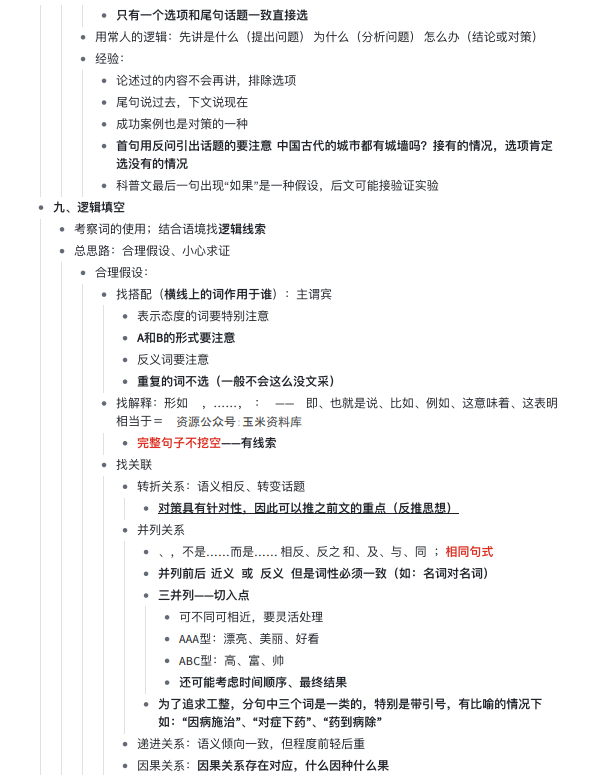 只有一个选项和尾句话题一致直接选
用常人的逻辑：先讲是什么（提出问题） 为什么（分析问题） 怎么办（结论或对策）
经验：
论述过的内容不会再讲，排除选项
尾句说过去，下文说现在
成功案例也是对策的一种
首句用反问引出话题的要注意 中国古代的城市都有城墙吗？接有的情况，选项肯定
选没有的情况
科普文最后一句出现“如果”是一种假设，后文可能接验证实验
九、逻辑填空
考察词的使用；结合语境找逻辑线索
总思路：合理假设、小心求证
合理假设：
找搭配（横线上的词作用于谁）：主谓宾
表示态度的词要特别注意
A和B的形式要注意
反义词要注意
重复的词不选（一般不会这么没文采）
找解释：形如 ，……， ： —— 即、也就是说、比如、例如、这意味着、这表明
相当于＝ 资源公众号：玉米资料库
完整句子不挖空——有线索
找关联
转折关系：语义相反、转变话题
对策具有针对性，因此可以推之前文的重点（反推思想）
并列关系
、，不是……而是…… 相反、反之 和、及、与、同 ；相同句式
并列前后 近义 或 反义 但是词性必须一致（如：名词对名词）
三并列——切入点
可不同可相近，要灵活处理
AAA型：漂亮、美丽、好看
ABC型：高、富、帅
还可能考虑时间顺序、最终结果
为了追求工整，分句中三个词是一类的，特别是带引号，有比喻的情况下
如：“因病施治”、“对症下药”、“药到病除”
递进关系：语义倾向一致，但程度前轻后重
因果关系：因果关系存在对应，什么因种什么果